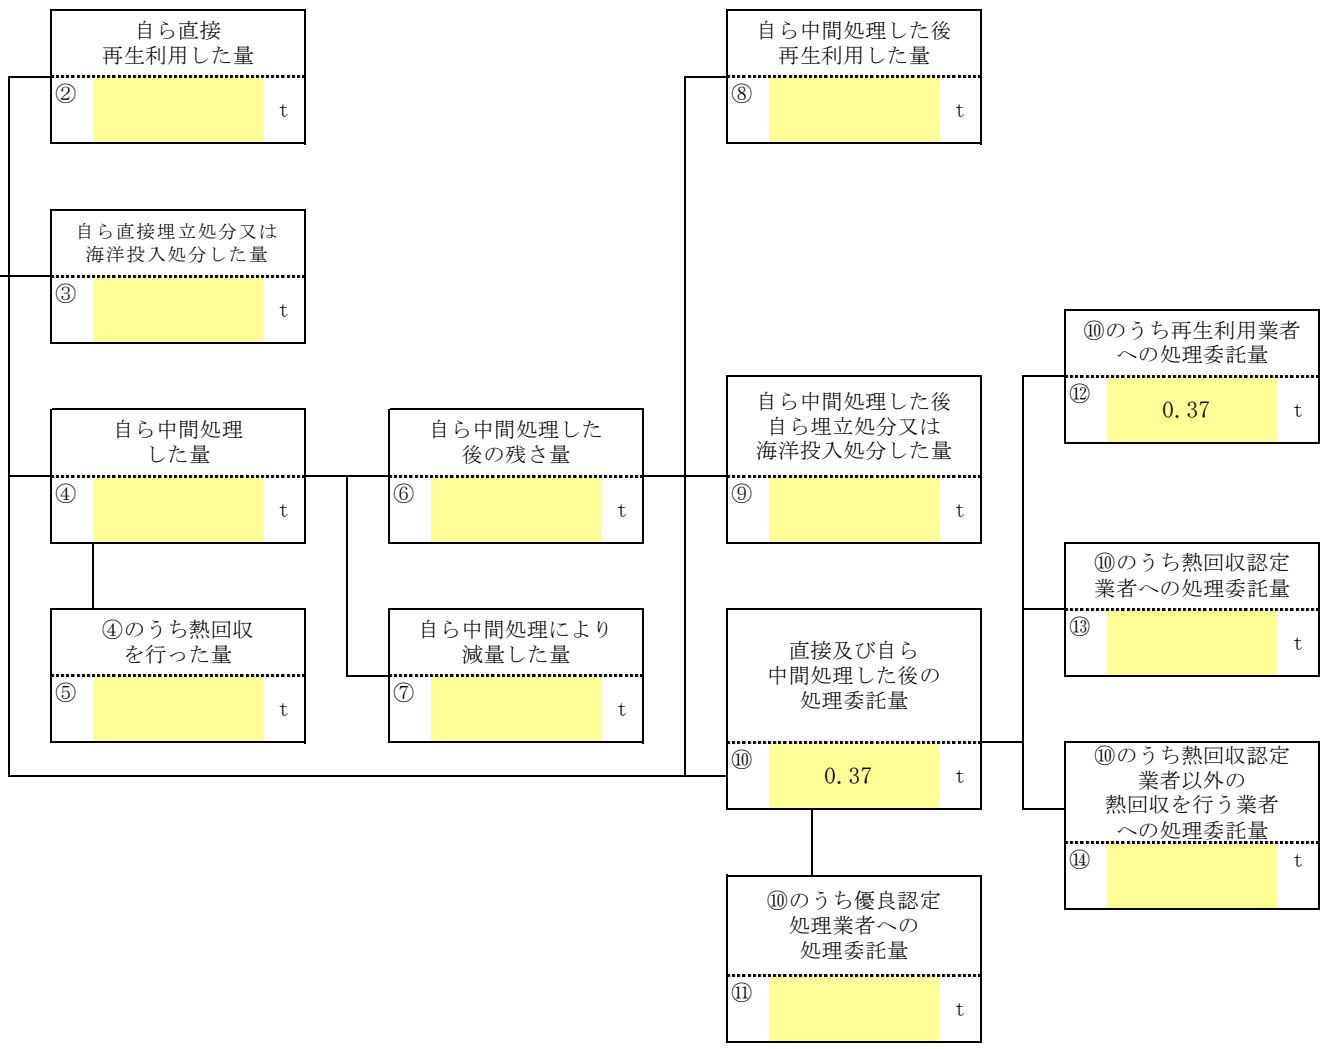 自ら直接
再生利用した量
②
t
自ら中間処理した後
再生利用した量
⑧
t
自ら直接埋立処分又は
海洋投入処分した量
③
t
⑩のうち再生利用業者
への処理委託量
⑫
0.37
t
自ら中間処理
した量
④
t
自ら中間処理した
後の残さ量
⑥
t
自ら中間処理した後
自ら埋立処分又は
海洋投入処分した量
⑨
t
⑩のうち熱回収認定
業者への処理委託量
⑬
t
④のうち熱回収
を行った量
⑤
t
自ら中間処理により
減量した量
⑦
t
直接及び自ら
中間処理した後の
処理委託量
⑩
0.37
t
⑩のうち熱回収認定
業者以外の
熱回収を行う業者
への処理委託量
⑭
t
⑩のうち優良認定
処理業者への
処理委託量
⑪
t